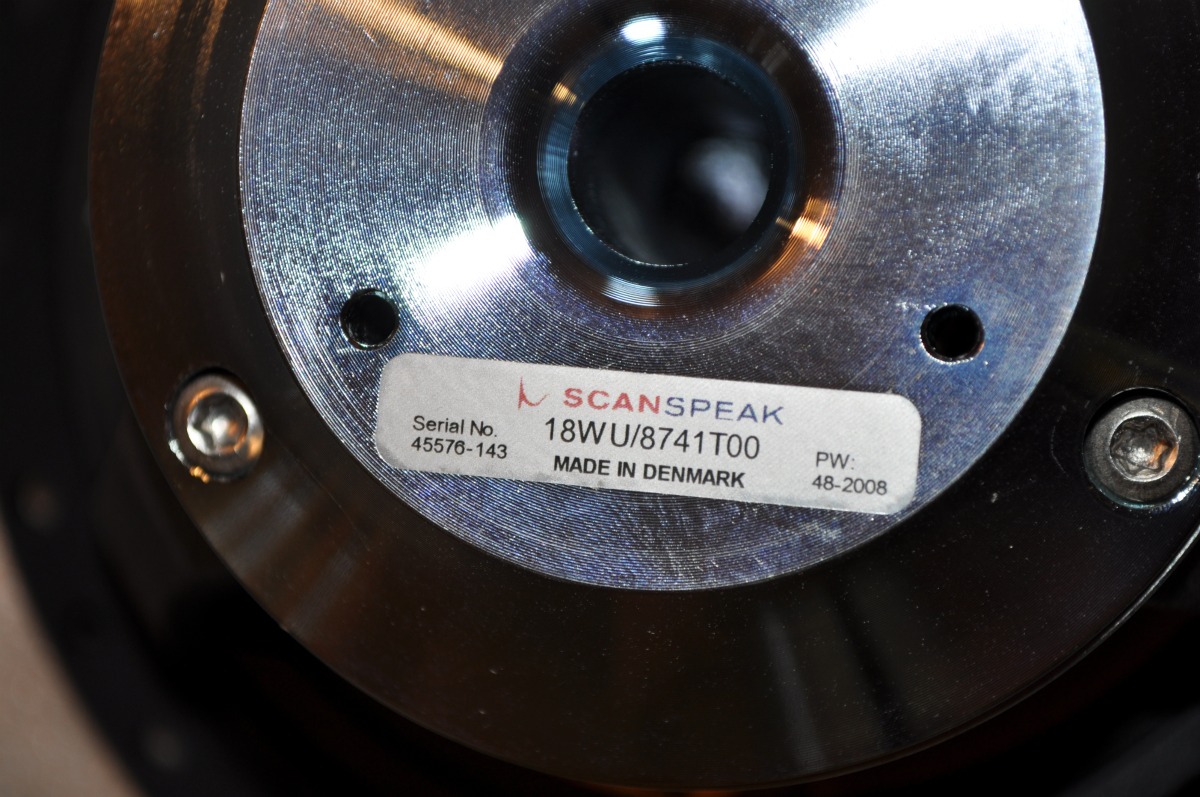 SCANSPEAK
Serial No.
45576-143
18WU/8741T00
MADE IN DENMARK
PW:
48-2008